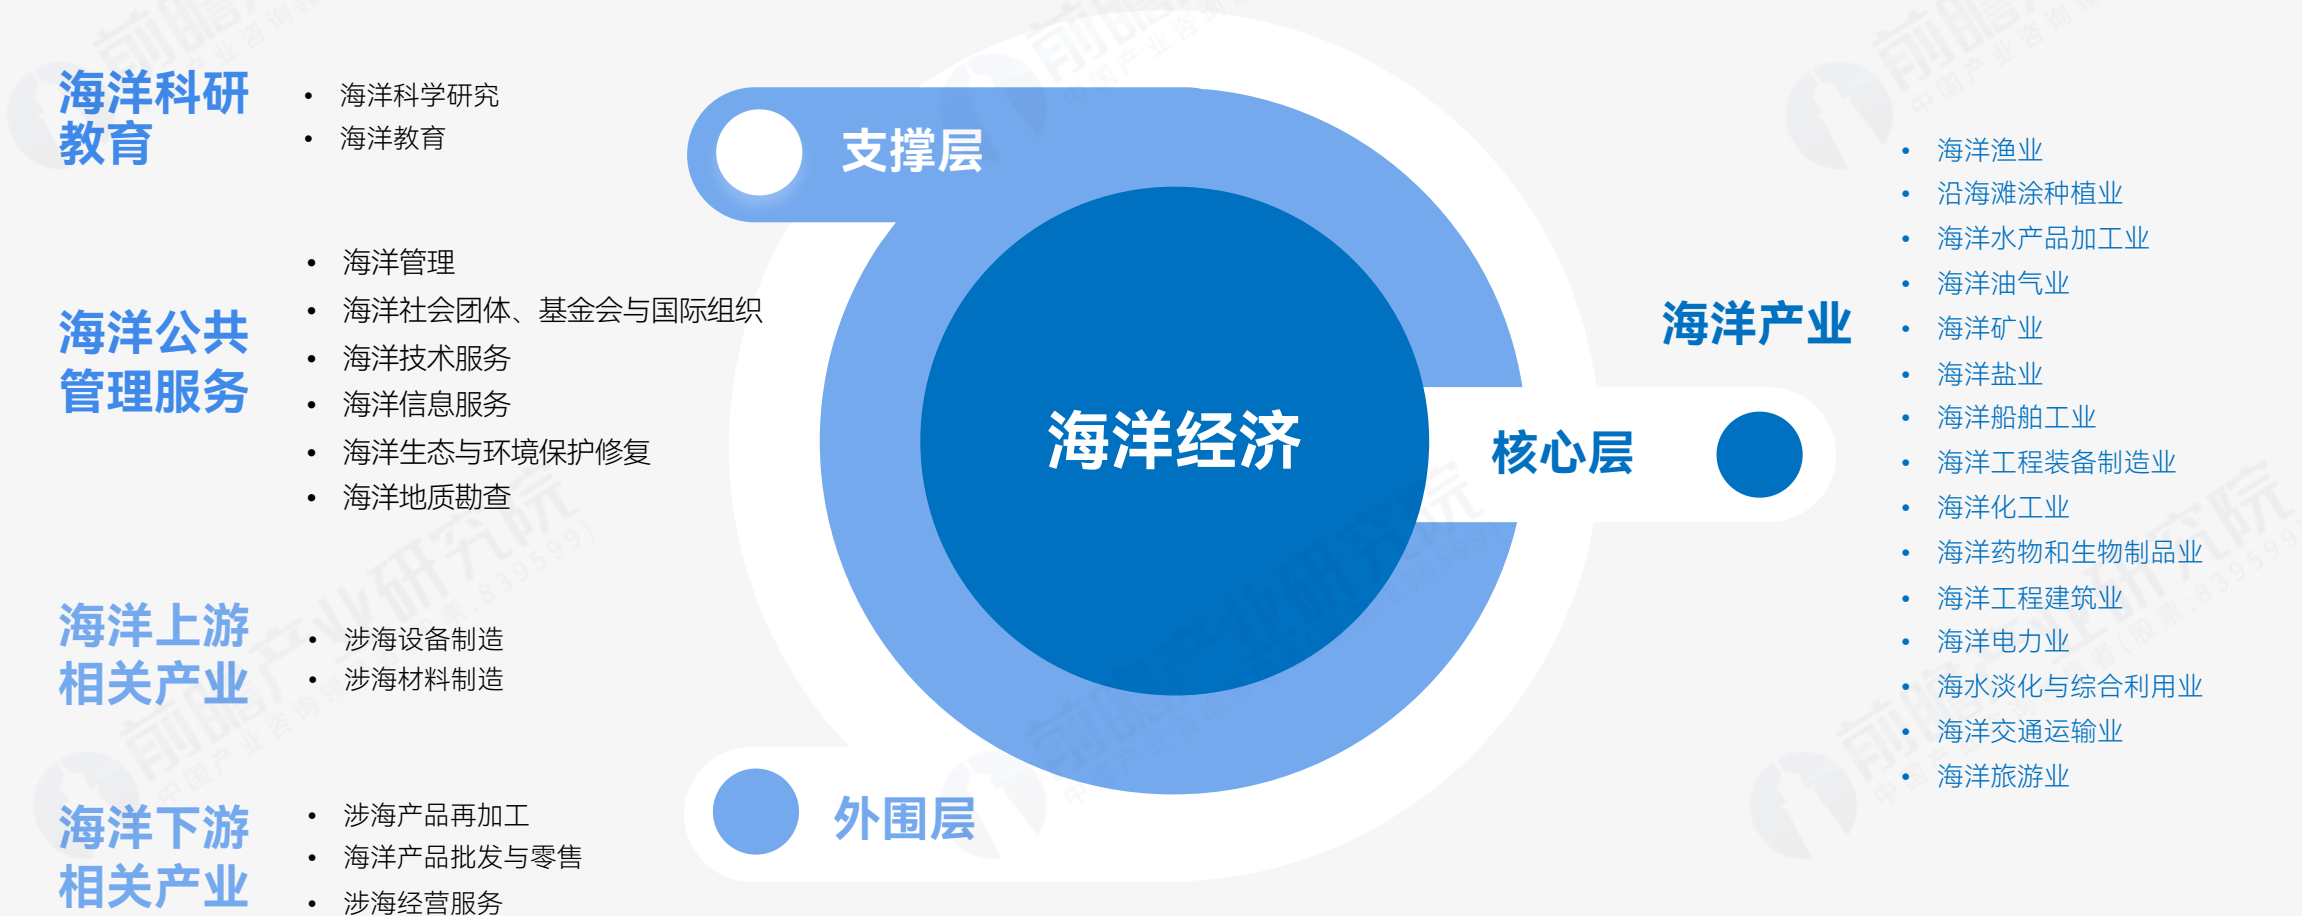 海洋科研
教育
• 海洋科学研究
• 海洋教育
海洋公共
管理服务
• 海洋管理
• 海洋社会团体、基金会与国际组织
• 海洋技术服务
• 海洋信息服务
• 海洋生态与环境保护修复
• 海洋地质勘查
海洋上游
相关产业
• 涉海设备制造
• 涉海材料制造
海洋下游
相关产业
• 涉海产品再加工
• 海洋产品批发与零售
• 涉海经营服务
支撑层
海洋经济
核心层
外围层
海洋产业
• 海洋渔业
• 沿海滩涂种植业
• 海洋水产品加工业
• 海洋油气业
• 海洋矿业
• 海洋盐业
• 海洋船舶工业
• 海洋工程装备制造业
• 海洋化工业
• 海洋药物和生物制品业
• 海洋工程建筑业
• 海洋电力业
• 海水淡化与综合利用业
• 海洋交通运输业
• 海洋旅游业
前瞻产业研究院